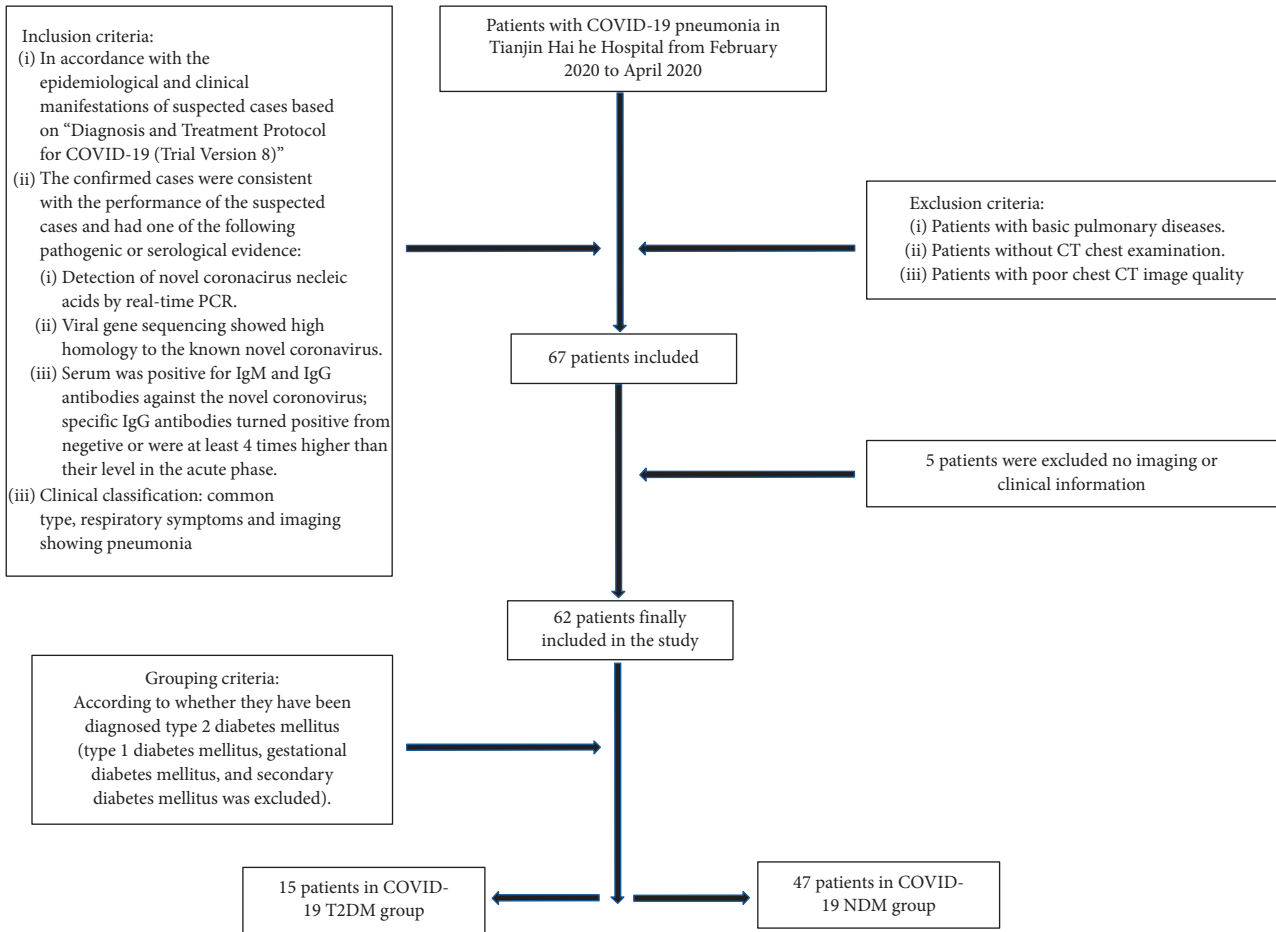 Patients with COVID-19 pneumonia in
Tianjin Hai he Hospital from February
2020 to April 2020
Inclusion criteria:
(i) In accordance with the
epidemiological and clinical
manifestations of suspected cases based
on “Diagnosis and Treatment Protocol
for COVID-19 (Trial Version 8)”
(ii) The confirmed cases were consistent
with the performance of the suspected
cases and had one of the following
pathogenic or serological evidence:
(i) Detection of novel coronacirus necleic
acids by real-time PCR.
(ii) Viral gene sequencing showed high
homology to the known novel coronavirus.
(iii) Serum was positive for IgM and IgG
antibodies against the novel coronovirus;
specific IgG antibodies turned positive from
negetive or were at least 4 times higher than
their level in the acute phase.
(iii) Clinical classification: common
type, respiratory symptoms and imaging
showing pneumonia
Exclusion criteria:
(i) Patients with basic pulmonary diseases.
(ii) Patients without CT chest examination.
(iii) Patients with poor chest CT image quality
67 patients included
5 patients were excluded no imaging or
clinical information
62 patients finally
included in the study
Grouping criteria:
According to whether they have been
diagnosed type 2 diabetes mellitus
(type 1 diabetes mellitus, gestational
diabetes mellitus, and secondary
diabetes mellitus was excluded).
15 patients in COVID-
19 T2DM group
47 patients in COVID-
19 NDM group